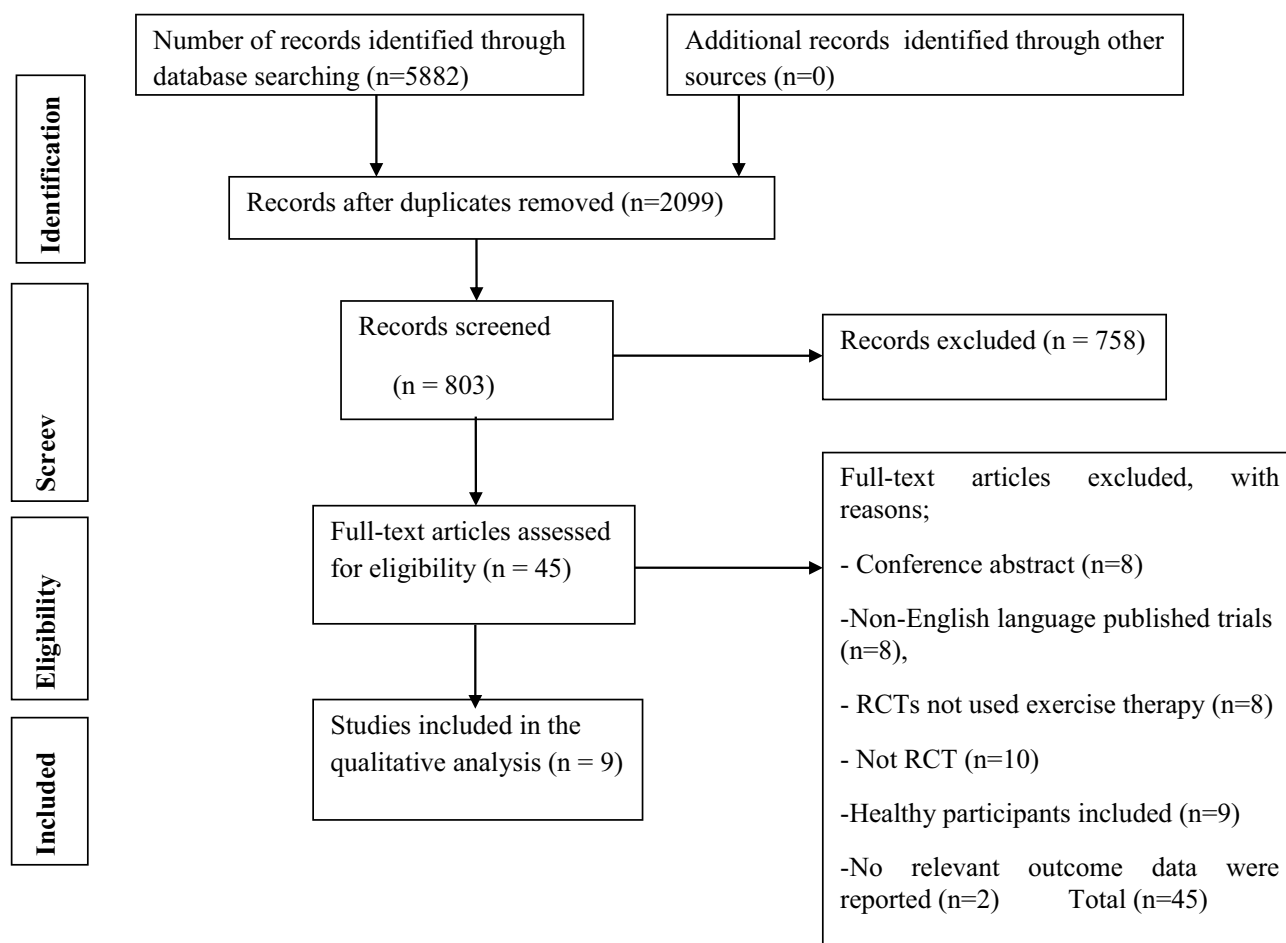 Number of records identified through
database searching (n=5882)
Additional records identified through other
sources (n=0)
Identification
Records after duplicates removed (n=2099)
Records screened
(n = 803)
Records excluded (n = 758)
Screev
Full-text articles assessed
for eligibility (n = 45)
Full-text articles excluded, with
reasons;
- Conference abstract (n=8)
-Non-English language published trials
(n=8),
- RCTs not used exercise therapy (n=8)
- Not RCT (n=10)
-Healthy participants included (n=9)
-No relevant outcome data were
reported (n=2) Total (n=45)
Eligibility
Studies included in the
qualitative analysis (n = 9)
Included